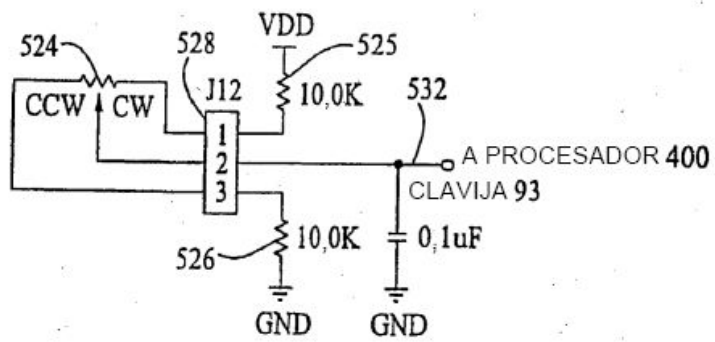 VDD
524
528
525
J12
CCW CW
10,0K
532
1
2
3
A PROCESADOR 400
CLAVIJA 93
526
10,0K
0,1uF
GND
GND